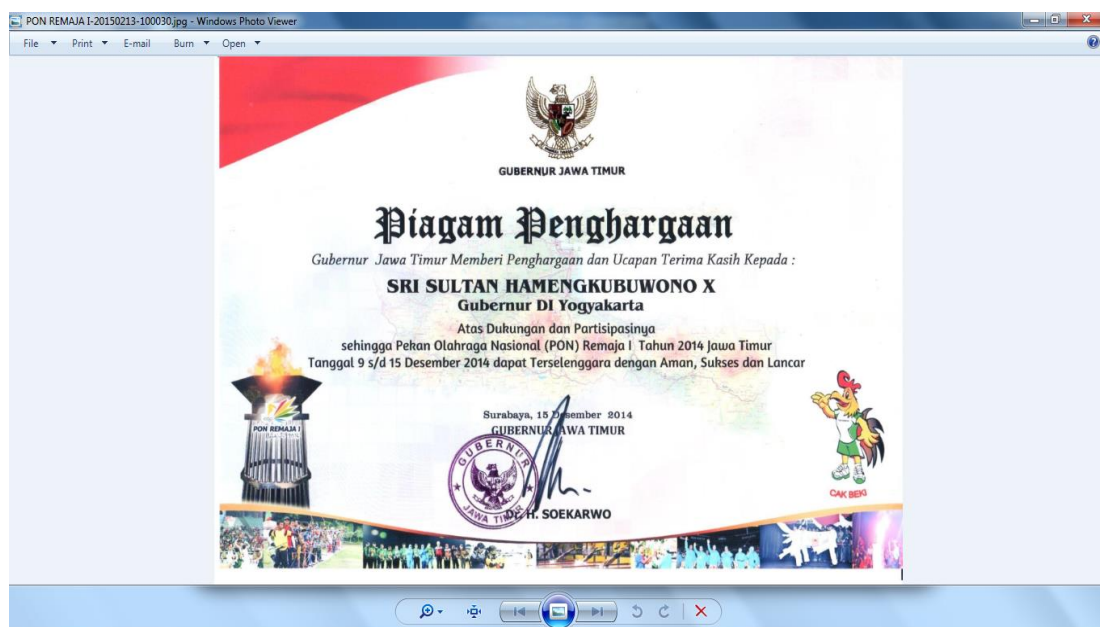 PON REMAJA I-20150213-100030.jpg - Windows Photo Viewer
File Print E-mail Burn Open
GUBERNUR JAWA TIMUR
Piagam Penghargaan
Gubernur Jawa Timur Memberi Penghargaan dan Ucapan Terima Kasih Kepada :
SRI SULTAN HAMENGKUBUWONO X
Gubernur DI Yogyakarta
Atas Dukungan dan Partisipasinya
sehingga Pekan Olahraga Nasional (PON) Remaja I Tahun 2014 Jawa Timur
Tanggal 9 s/d 15 Desember 2014 dapat Terselenggara dengan Aman, Sukses dan Lancar
Surabaya, 15 Desember 2014
GUBERNUR JAWA TIMUR
GUBERNUR
JAWA TIMUR
Dr. H. SOEKARWO
PON REMAJA I
CAK BEKI